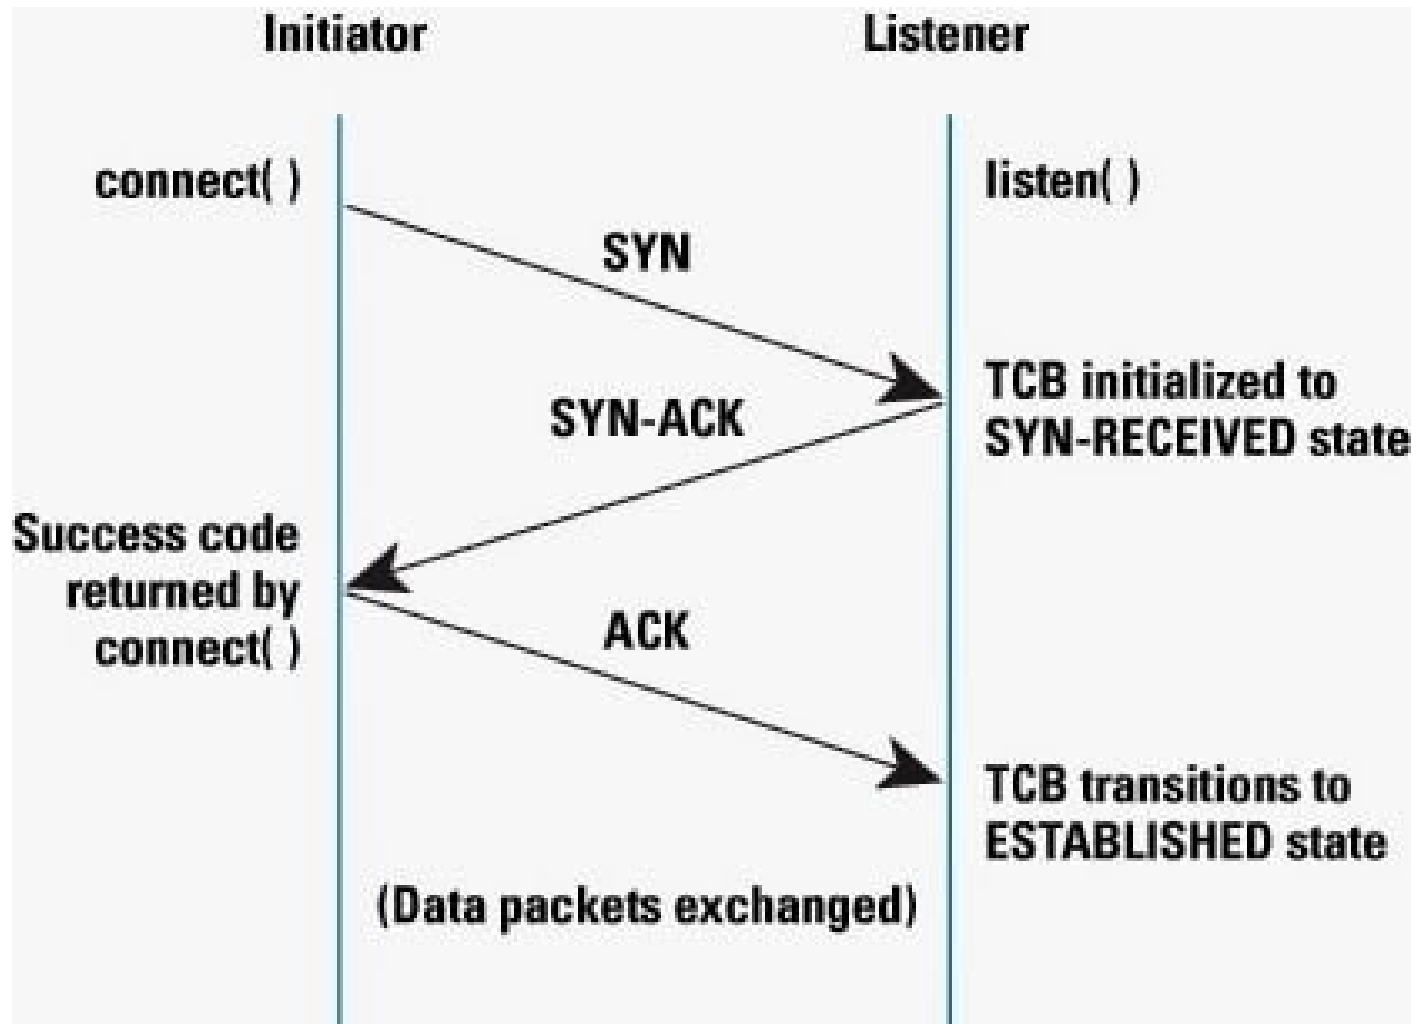 Initiator
Listener
connect( )
listen( )
SYN
TCB initialized to
SYN-RECEIVED state
SYN-ACK
Success code
returned by
connect( )
ACK
TCB transitions to
ESTABLISHED state
(Data packets exchanged)